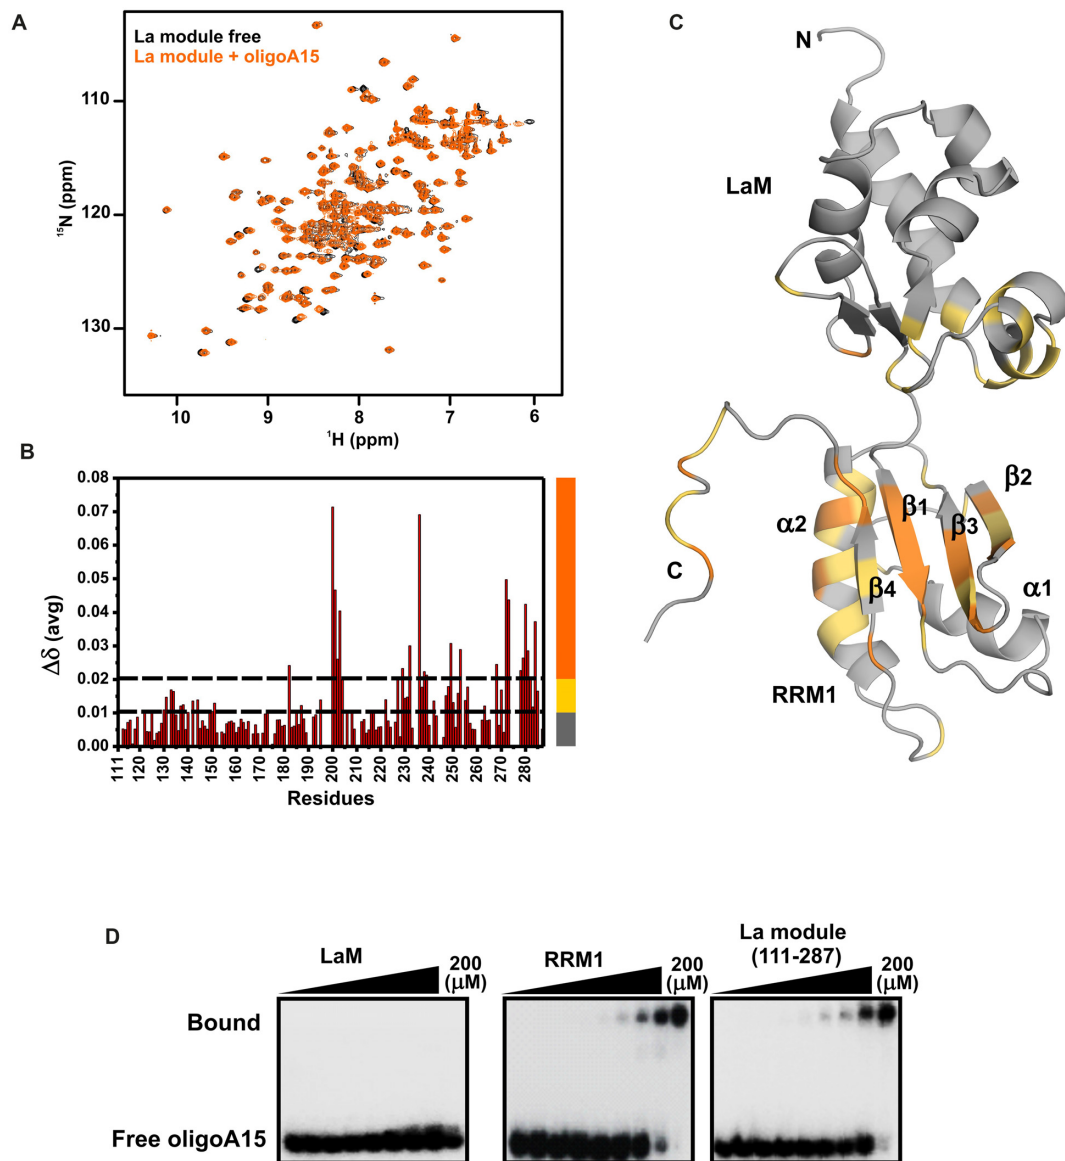 A
La module free
La module + oligoA15
110
120
130
¹⁵N (ppm)
10 9 8 7 6
¹H (ppm)
B
0.08
0.07
0.06
0.05
0.04
0.03
0.02
0.01
0.00
Δδ (avg)
111 120 130 140 150 160 170 180 190 200 210 220 230 240 250 260 270 280
Residues
C
N
LaM
β2
β1
β3
α2
β4
C
α1
RRM1
D
LaM
200
(μM)
RRM1
200
(μM)
La module
(111-287)
200
(μM)
Bound
Free oligoA15